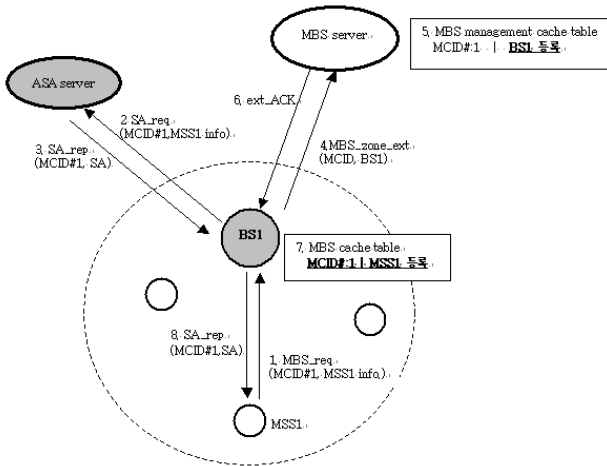 MBS server
5. MBS management cache table
MCID#:1 | BS1 등록
ASA server
6. ext_ACK
2. SA_req.
(MCID#1,MSS1 info)
3. SA_rep.
(MCID#1, SA)
4. MBS_zone_ext
(MCID, BS1)
BS1
7. MBS cache table
MCID#:1 | MSS1 등록
8. SA_rep.
(MCID#1,SA)
1. MBS_req.
(MCID#1, MSS1 info.)
MSS1